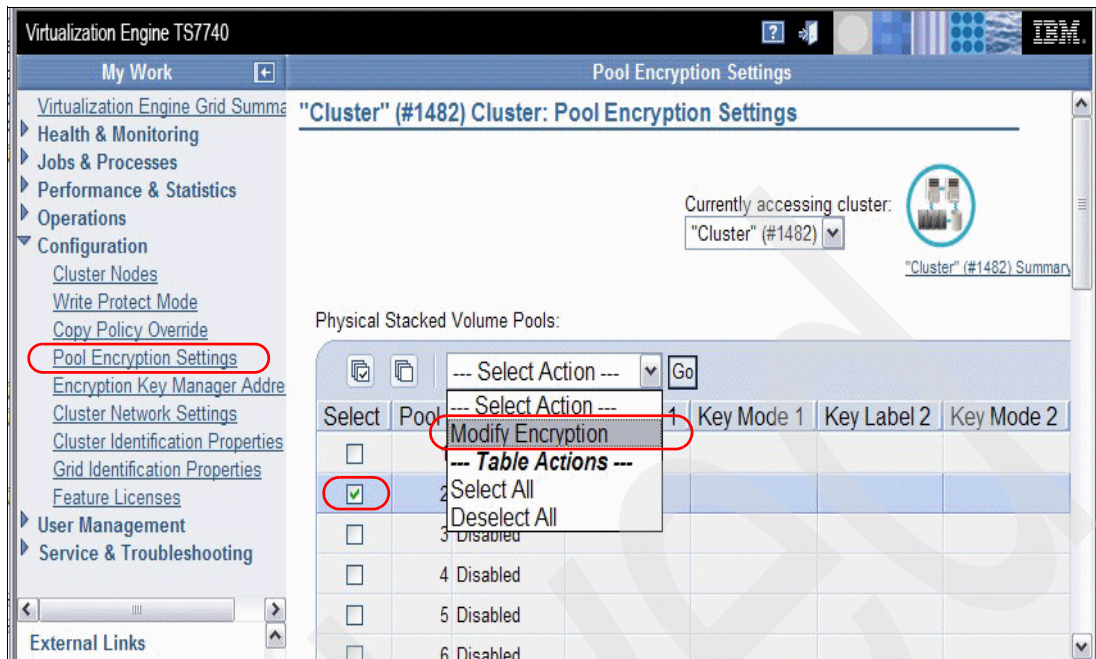 Virtualization Engine TS7740
?
IBM.
My Work
Pool Encryption Settings
Virtualization Engine Grid Summa
Health & Monitoring
Jobs & Processes
Performance & Statistics
Operations
Configuration
Cluster Nodes
Write Protect Mode
Copy Policy Override
Pool Encryption Settings
Encryption Key Manager Addre
Cluster Network Settings
Cluster Identification Properties
Grid Identification Properties
Feature Licenses
User Management
Service & Troubleshooting
External Links
"Cluster" (#1482) Cluster: Pool Encryption Settings
Currently accessing cluster:
"Cluster" (#1482)
"Cluster" (#1482) Summary
Physical Stacked Volume Pools:
--- Select Action --- Go
--- Select Action ---
Modify Encryption
--- Table Actions ---
Select All
Deselect All
Select Pool 1 Key Mode 1 Key Label 2 Key Mode 2
2
3 Disabled
4 Disabled
5 Disabled
6 Disabled